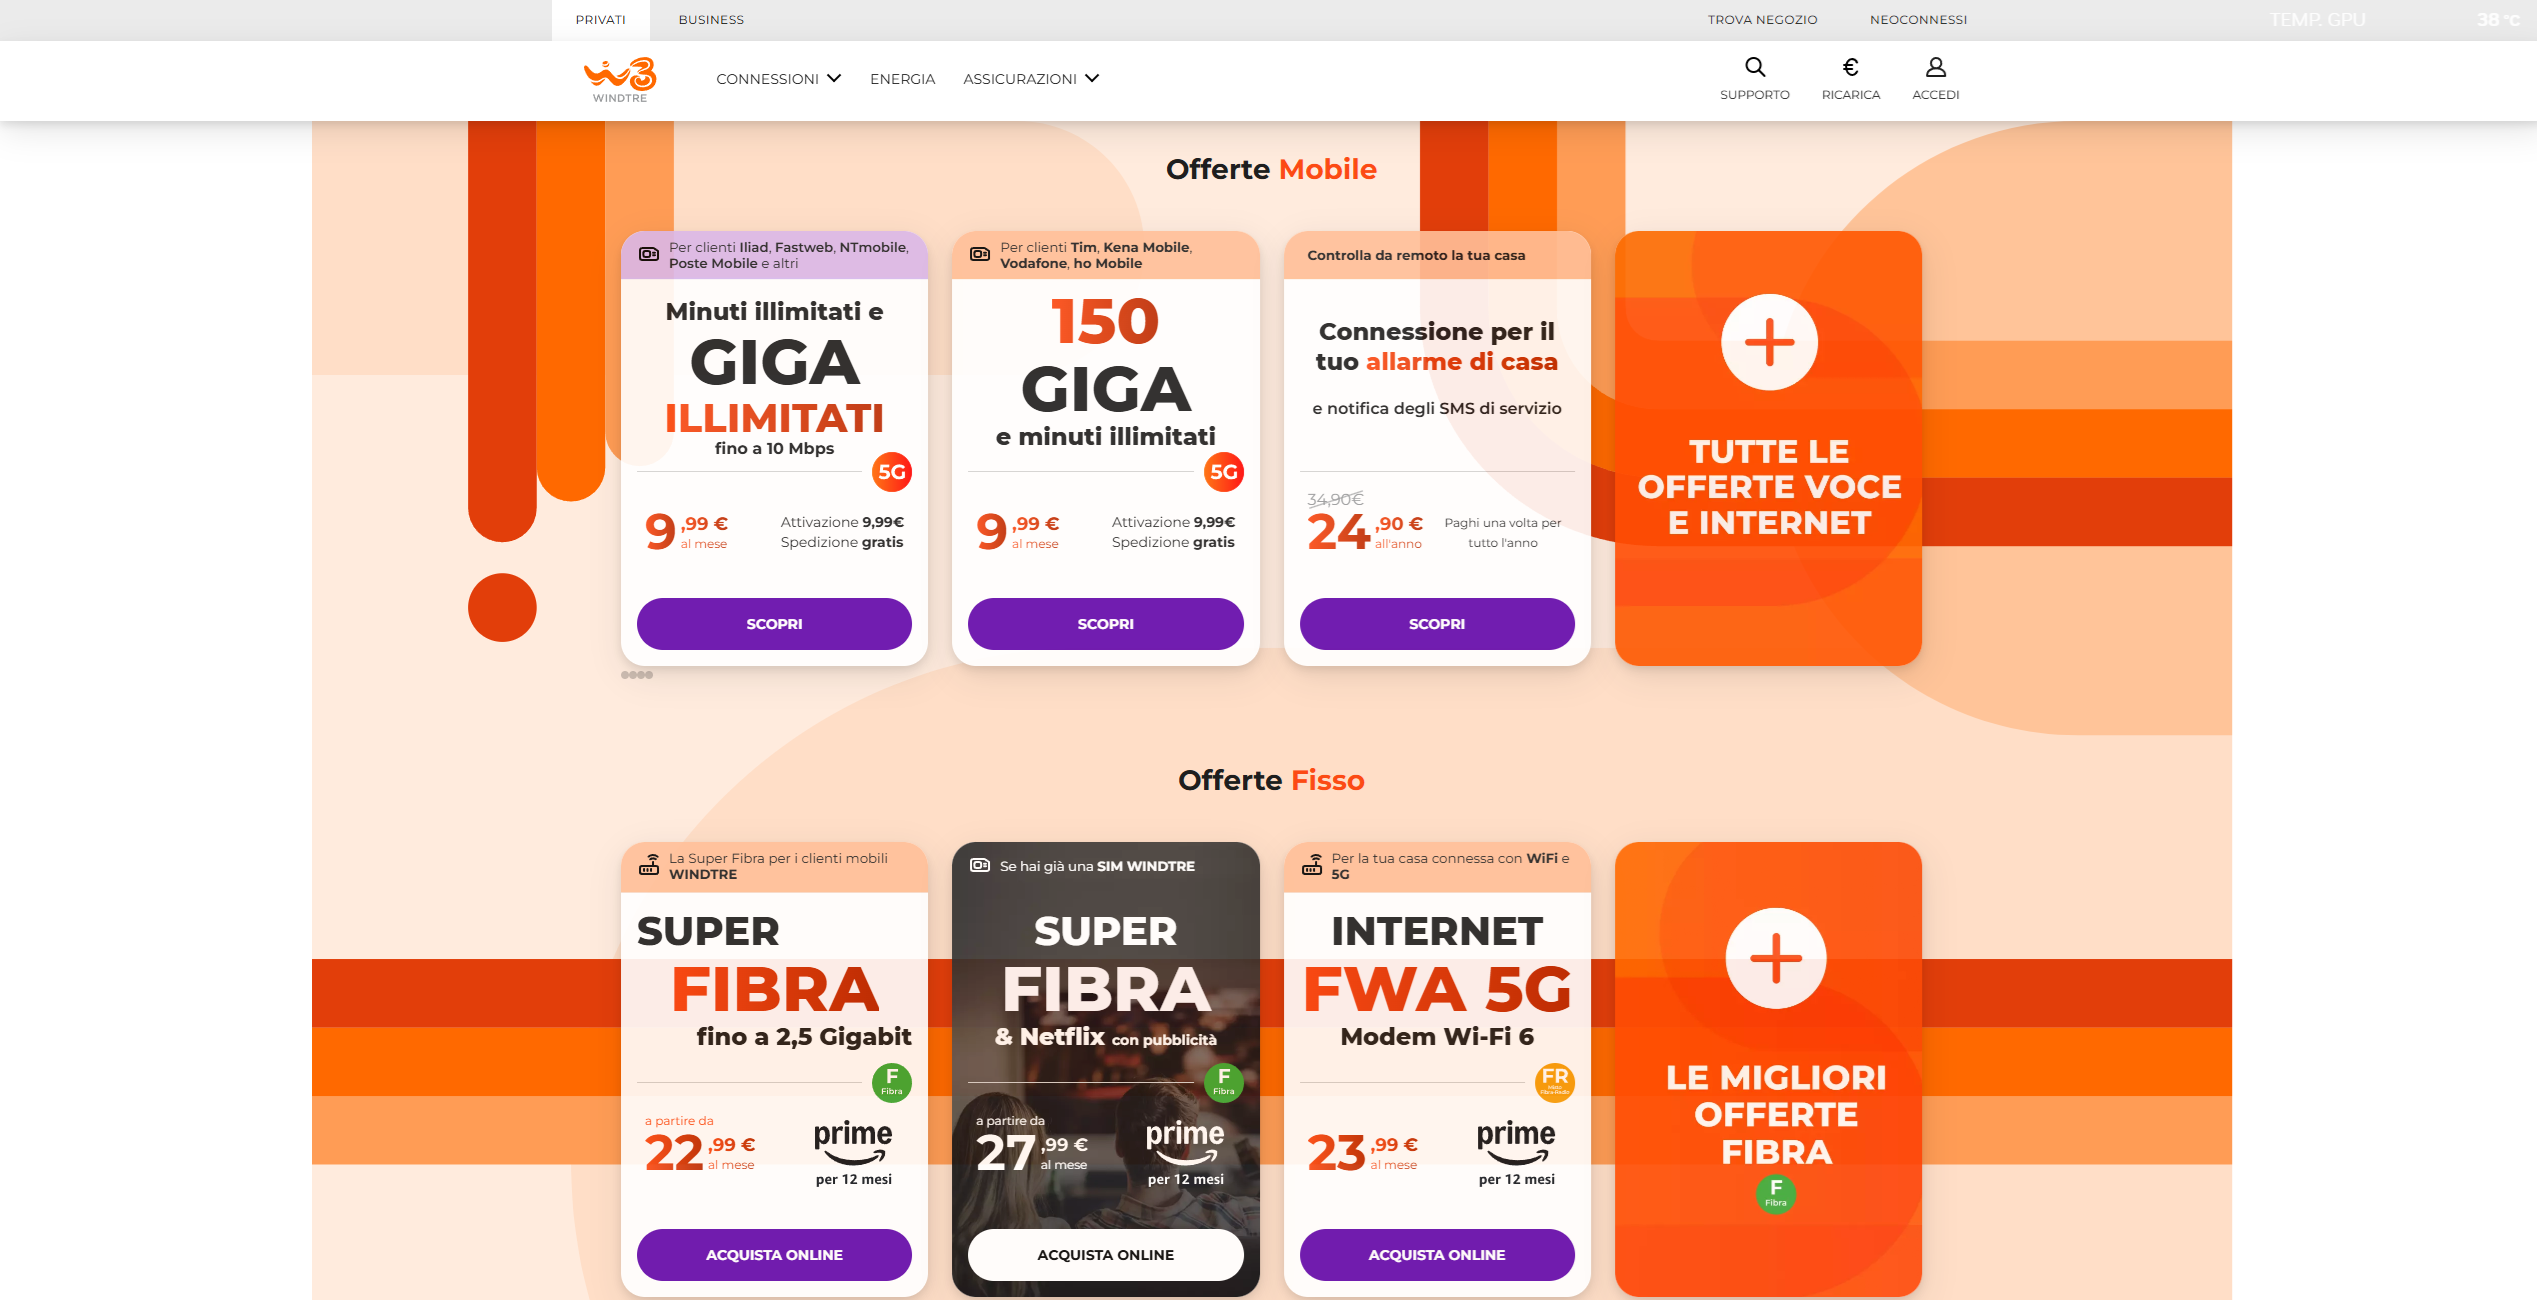 PRIVATI
BUSINESS
TROVA NEGOZIO
NEOCONNESSI
TEMP. GPU
38 °C
WINDTRE
CONNESSIONI
ENERGIA
ASSICURAZIONI
SUPPORTO
€
RICARICA
ACCEDI
Offerte Mobile
Per clienti Iliad, Fastweb, NTmobile,
Poste Mobile e altri
Minuti illimitati e
GIGA
ILLIMITATI
fino a 10 Mbps
5G
9,99 €
al mese
Attivazione 9,99€
Spedizione gratis
SCOPRI
Per clienti Tim, Kena Mobile,
Vodafone, ho Mobile
150
GIGA
e minuti illimitati
5G
9,99 €
al mese
Attivazione 9,99€
Spedizione gratis
SCOPRI
Controlla da remoto la tua casa
Connessione per il
tuo allarme di casa
e notifica degli SMS di servizio
34,90€
24,90 €
all'anno
Paghi una volta per
tutto l'anno
SCOPRI
TUTTE LE
OFFERTE VOCE
E INTERNET
Offerte Fisso
La Super Fibra per i clienti mobili
WINDTRE
SUPER
FIBRA
fino a 2,5 Gigabit
F
Fibra
a partire da
22,99 €
al mese
prime
per 12 mesi
ACQUISTA ONLINE
Se hai già una SIM WINDTRE
SUPER
FIBRA
& Netflix con pubblicità
F
Fibra
a partire da
27,99 €
al mese
prime
per 12 mesi
ACQUISTA ONLINE
Per la tua casa connessa con WiFi e
5G
INTERNET
FWA 5G
Modem Wi-Fi 6
FR
23,99 €
al mese
prime
per 12 mesi
ACQUISTA ONLINE
LE MIGLIORI
OFFERTE
FIBRA
F
Fibra